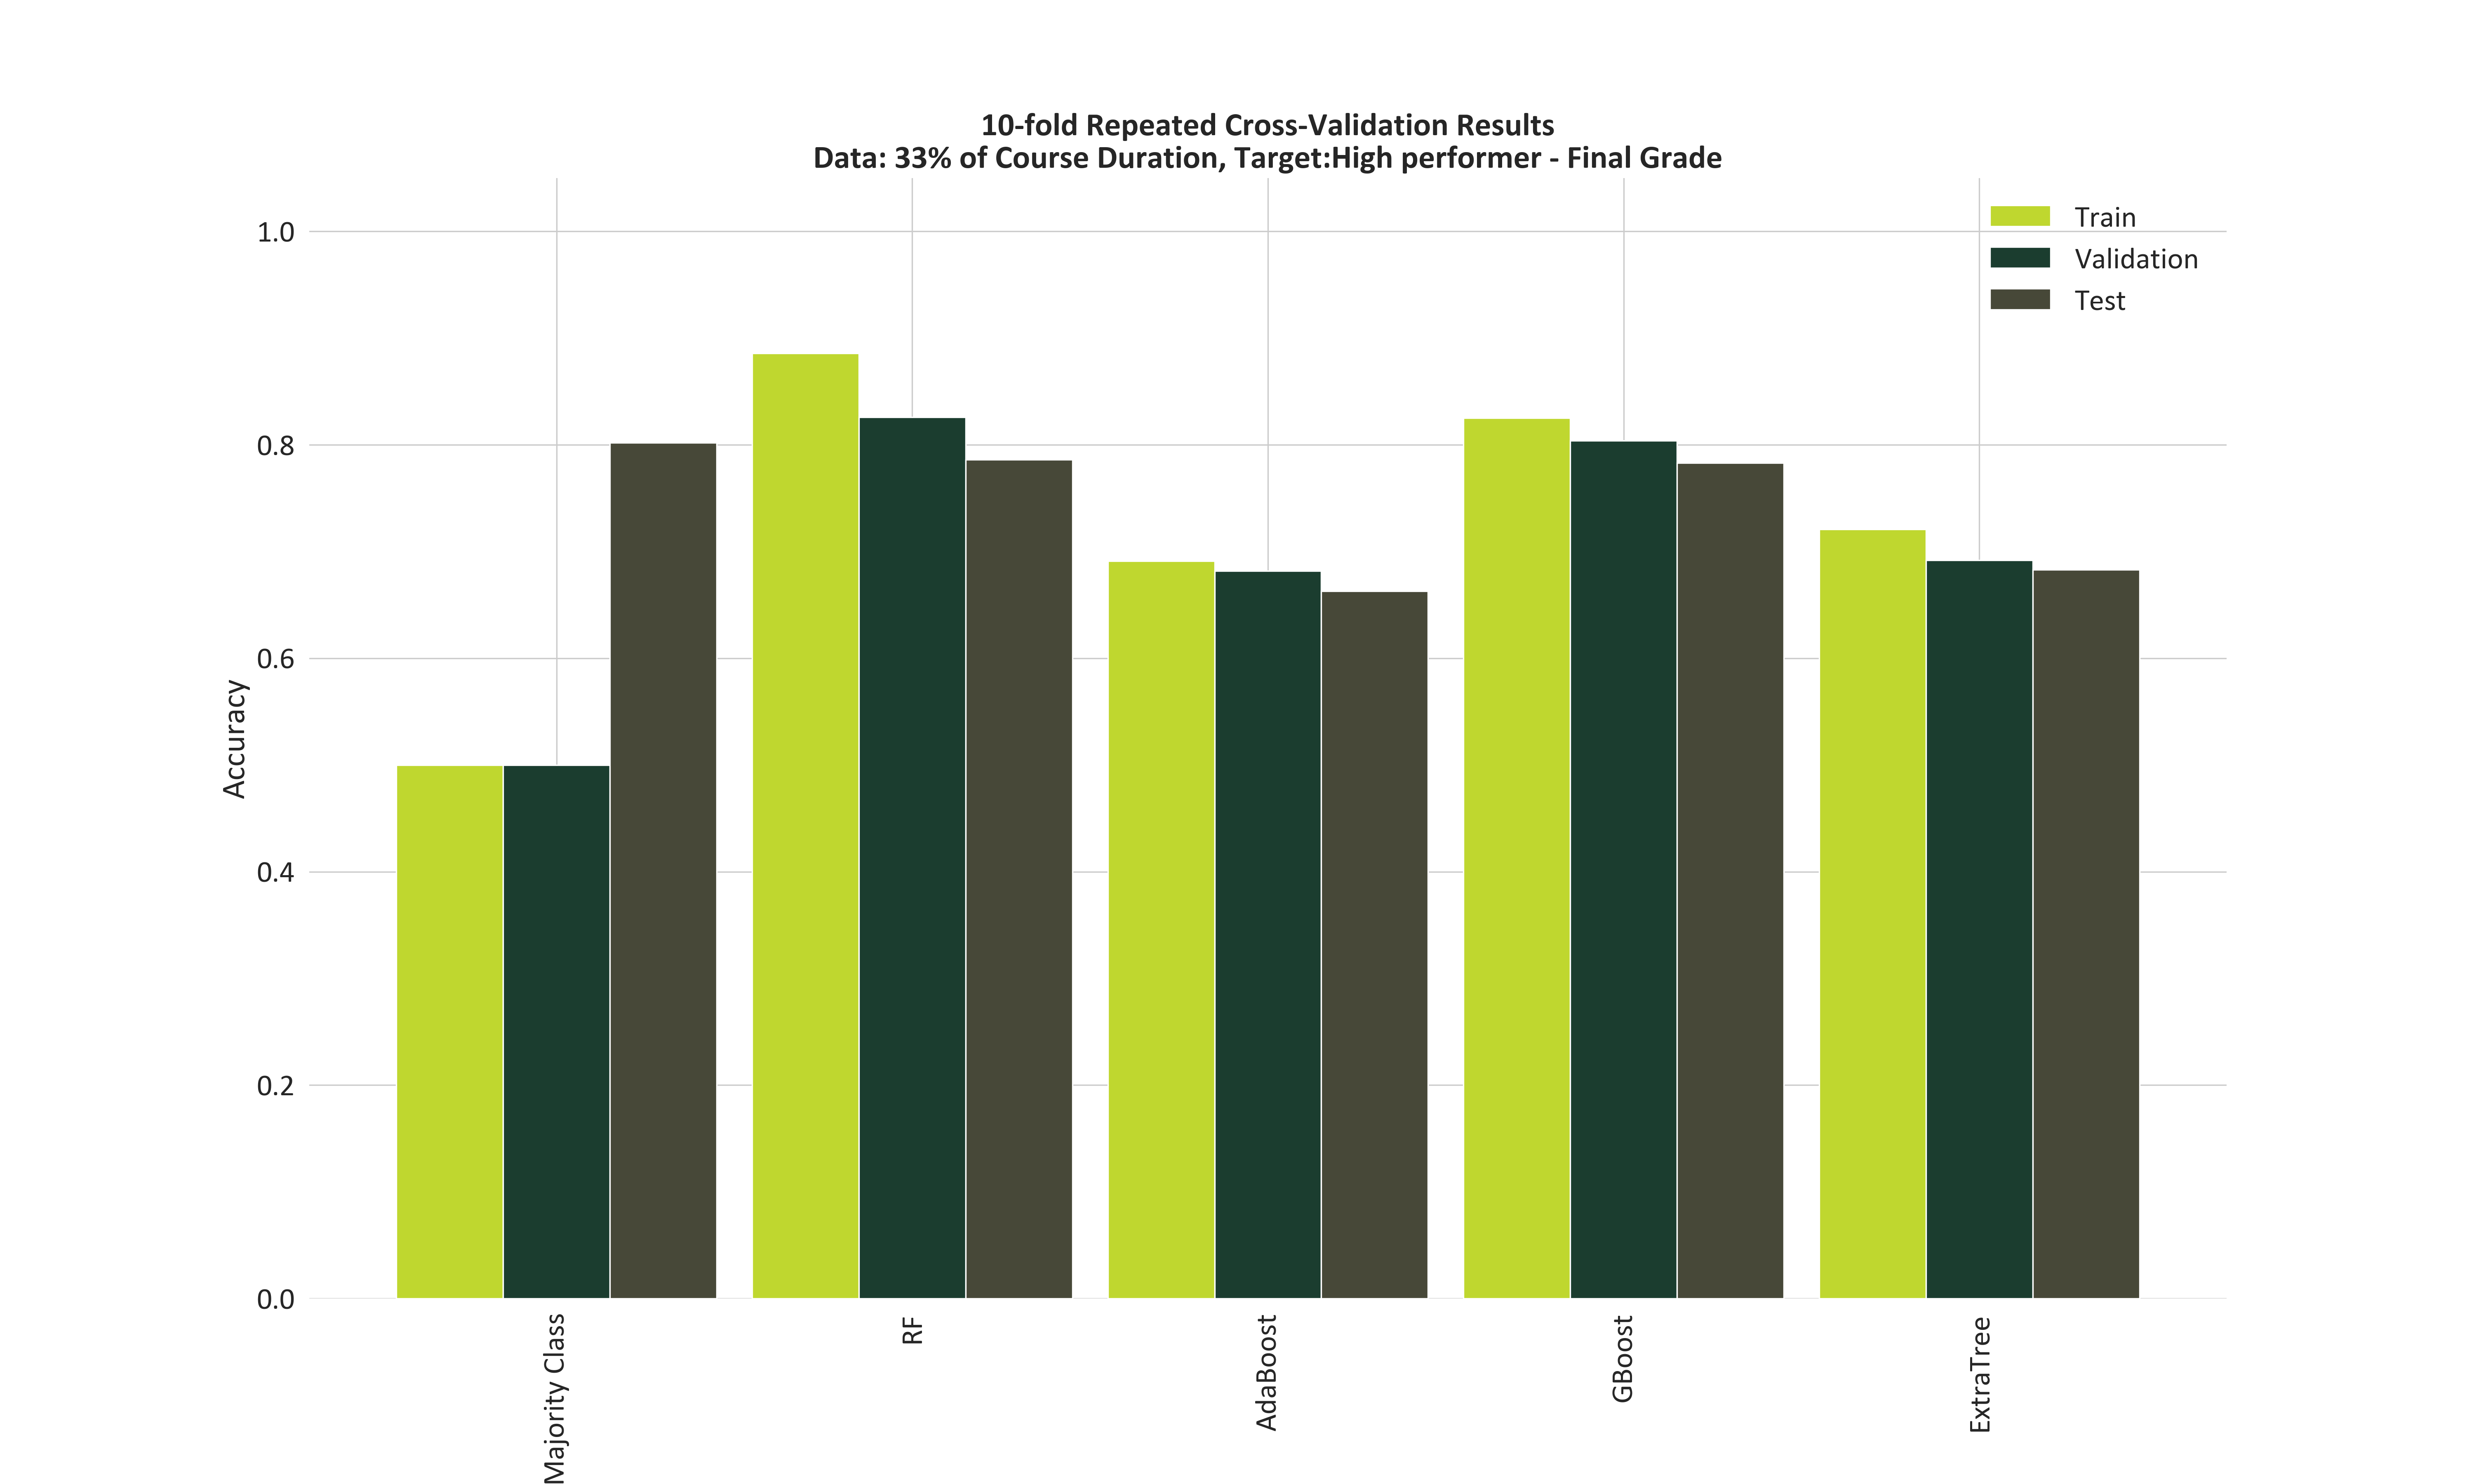 10-fold Repeated Cross-Validation Results
Data: 33% of Course Duration, Target:High performer - Final Grade
Train
Validation
Test
Accuracy
1.0
0.8
0.6
0.4
0.2
0.0
Majority Class
RF
AdaBoost
GBoost
ExtraTree